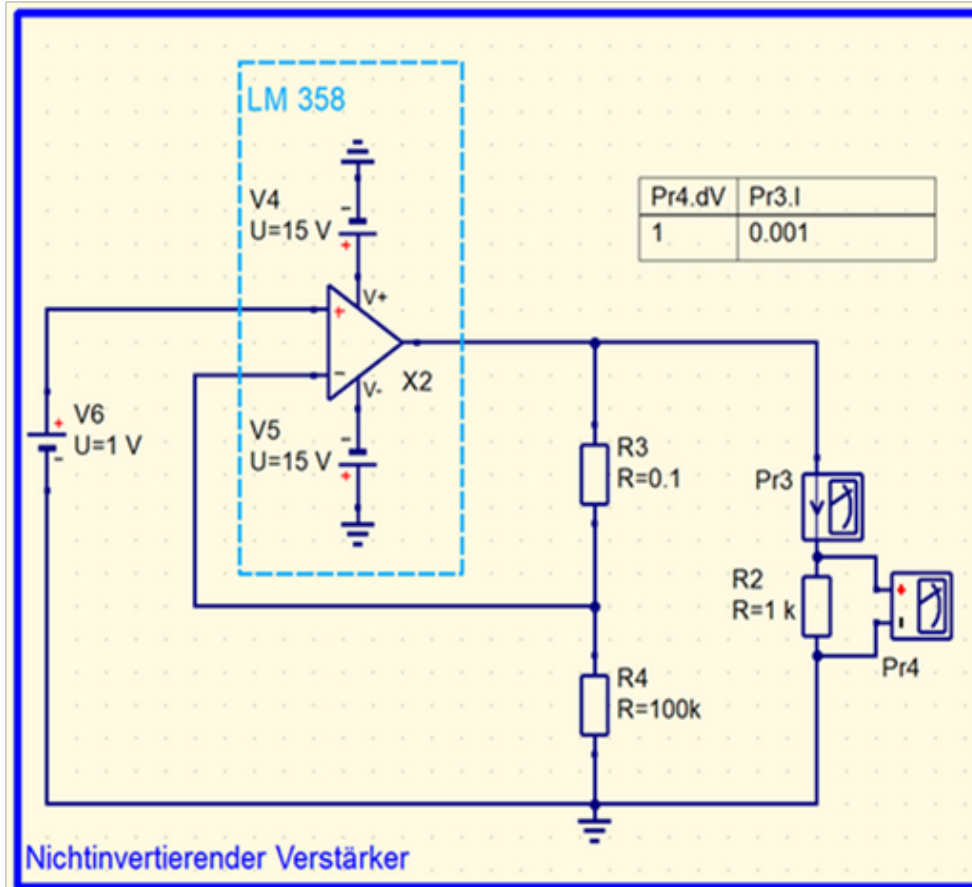 LM 358
V4
U=15 V
-
+
V+
+
-
V-
X2
V5
U=15 V
-
+
V6
U=1 V
+
-
Pr4.dV Pr3.I
1 0.001
R3
R=0.1
Pr3
R2
R=1 k
+
-
Pr4
R4
R=100k
Nichtinvertierender Verstärker